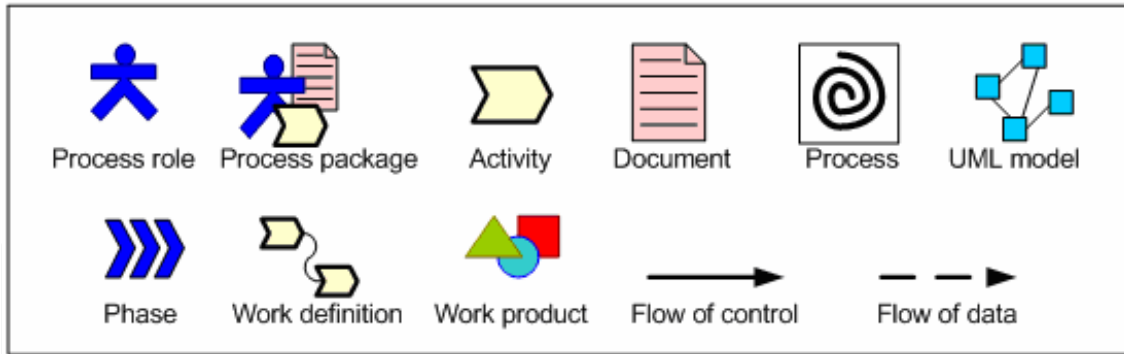 Process role
Process package
Activity
Document
Process
UML model
Phase
Work definition
Work product
Flow of control
Flow of data